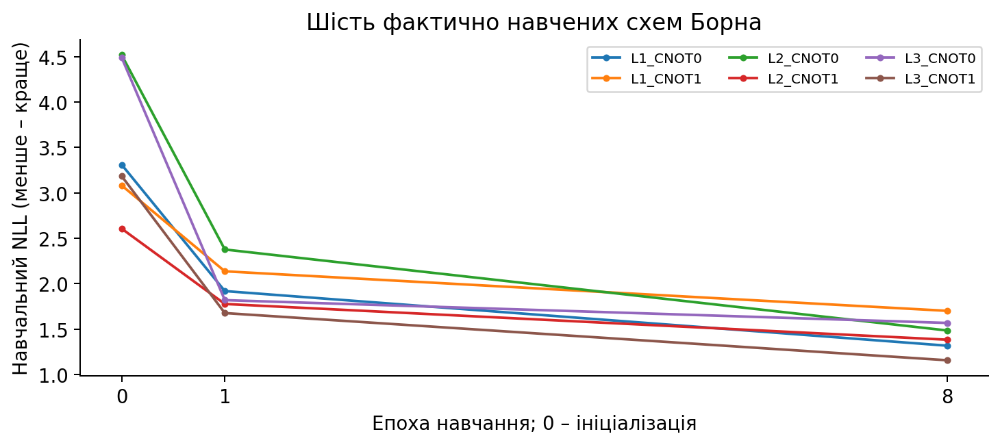 Шість фактично навчених схем Борна
Навчальний NLL (менше – краще)
4.5
4.0
3.5
3.0
2.5
2.0
1.5
1.0
L1_CNOT0 L2_CNOT0 L3_CNOT0
L1_CNOT1 L2_CNOT1 L3_CNOT1
0 1 8
Епоха навчання; 0 – ініціалізація